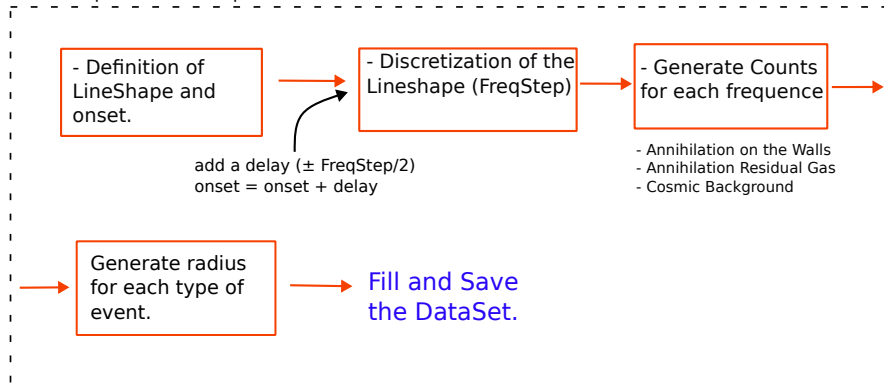 - Definition of
LineShape and
onset.
- Discretization of the
Lineshape (FreqStep)
- Generate Counts
for each frequence
add a delay (± FreqStep/2)
onset = onset + delay
- Annihilation on the Walls
- Annihilation Residual Gas
- Cosmic Background
Generate radius
for each type of
event.
Fill and Save
the DataSet.